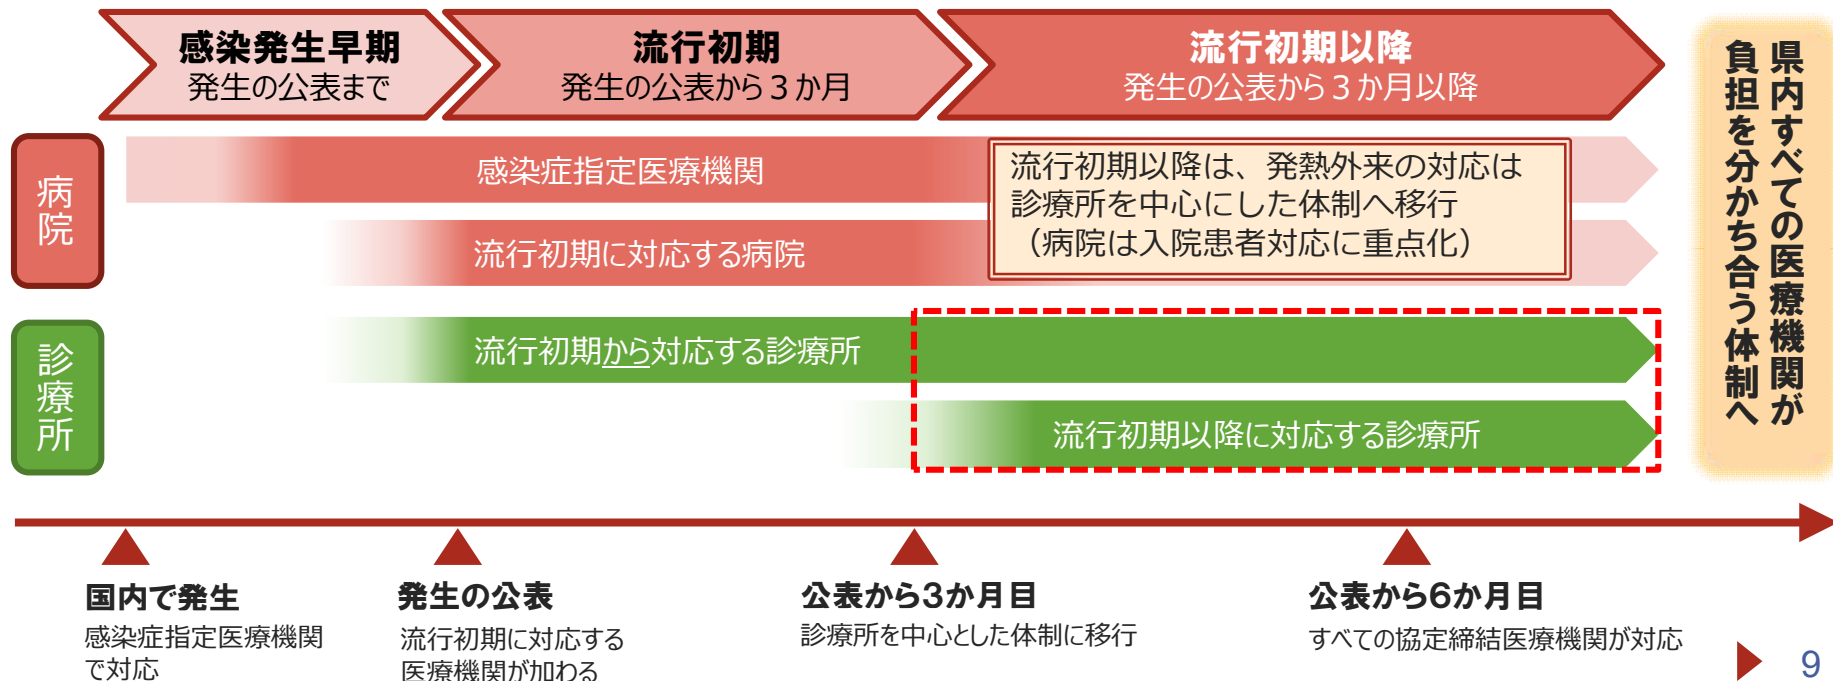 感染発生早期
発生の公表まで
流行初期
発生の公表から３か月
流行初期以降
発生の公表から３か月以降
県内すべての医療機関が
負担を分かち合う体制へ
病院
感染症指定医療機関
流行初期に対応する病院
流行初期以降は、発熱外来の対応は
診療所を中心にした体制へ移行
（病院は入院患者対応に重点化）
診療所
流行初期から対応する診療所
流行初期以降に対応する診療所
国内で発生
感染症指定医療機関
で対応
発生の公表
流行初期に対応する
医療機関が加わる
公表から3か月目
診療所を中心とした体制に移行
公表から6か月目
すべての協定締結医療機関が対応
9